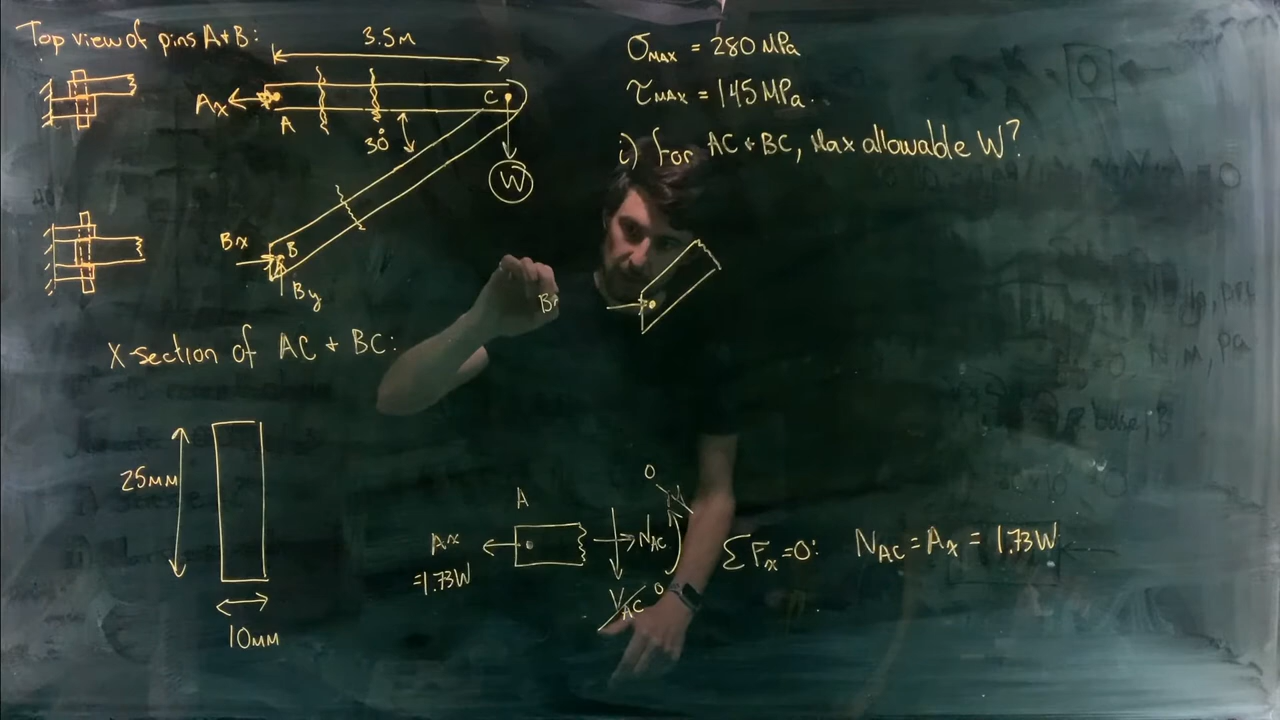 Top view of pins A+B:
3.5m
Ax
A
C
30°
W
Bx
B
By
X-section of AC + BC:
25mm
10mm
σMAX = 280 MPa
τMAX = 145 MPa.
i) For AC + BC, Max allowable W?
A
Ax
=1.73W
NAC
VAC 0
0
M
ΣFx=0: NAC = Ax = 1.73W